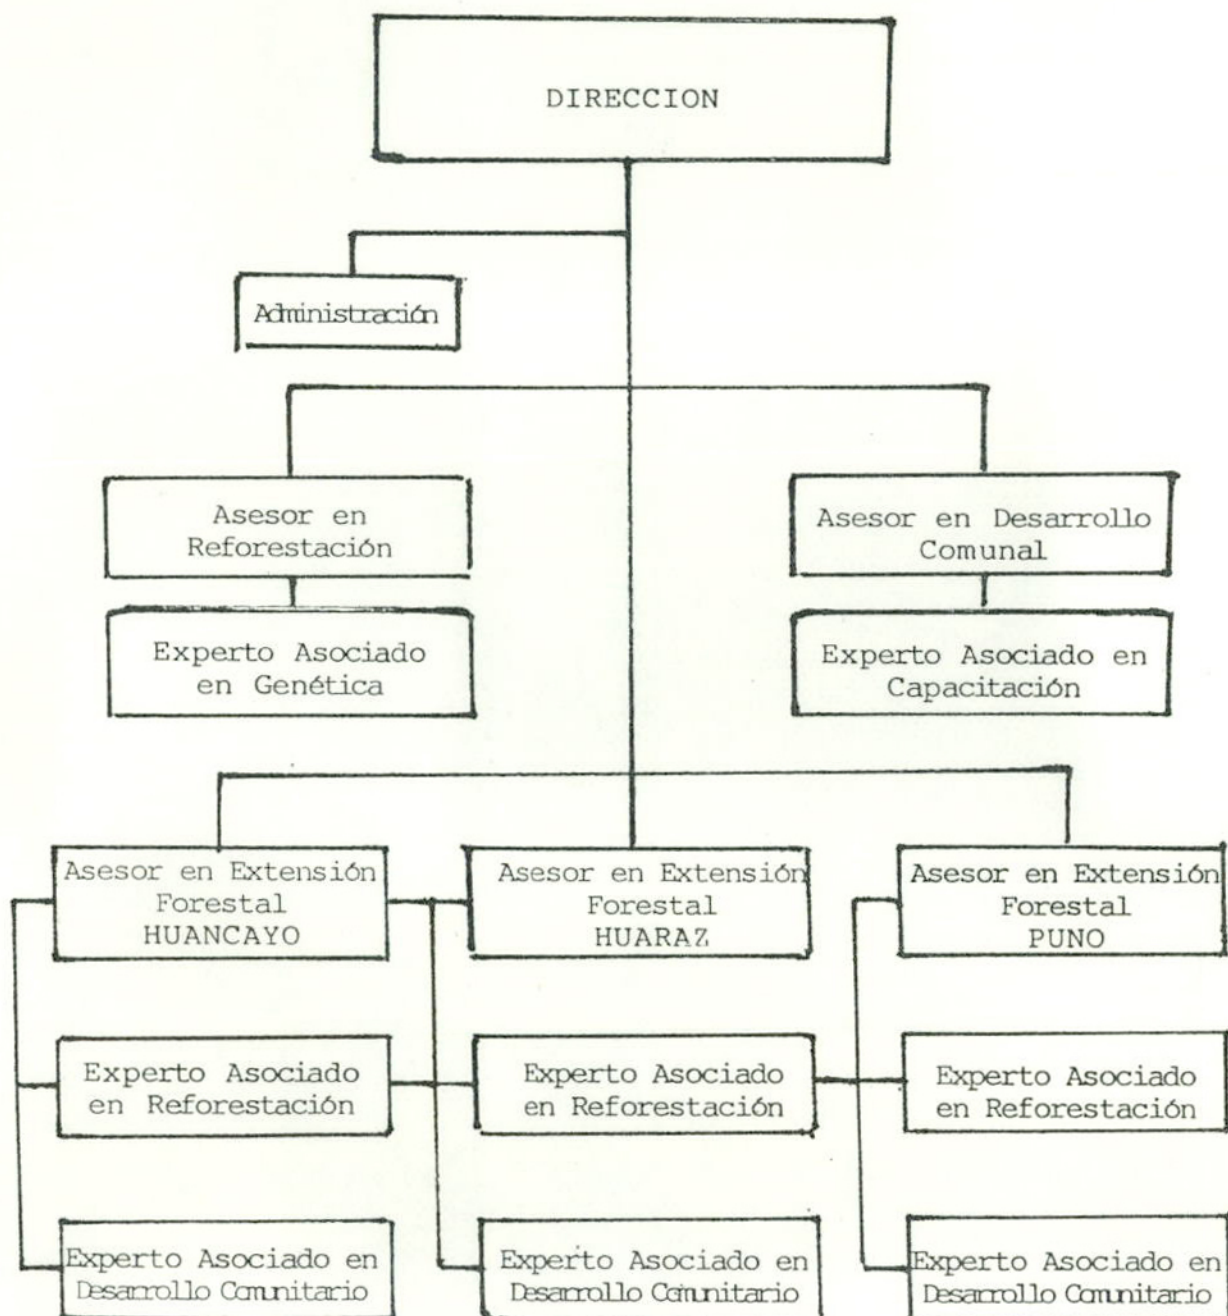 DIRECCION
Administración
Asesor en
Reforestación
Asesor en Desarrollo
Comunal
Experto Asociado
en Genética
Experto Asociado en
Capacitación
Asesor en Extensión
Forestal
HUANCAYO
Asesor en Extensión
Forestal
HUARAZ
Asesor en Extensión
Forestal
PUNO
Experto Asociado
en Reforestación
Experto Asociado
en Reforestación
Experto Asociado
en Reforestación
Experto Asociado en
Desarrollo Comunitario
Experto Asociado en
Desarrollo Comunitario
Experto Asociado en
Desarrollo Comunitario